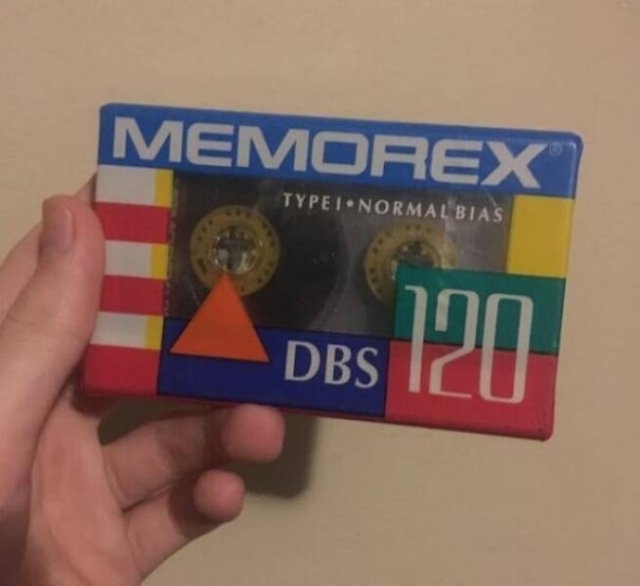 MEMOREX®
TYPE I • NORMAL BIAS
DBS 120